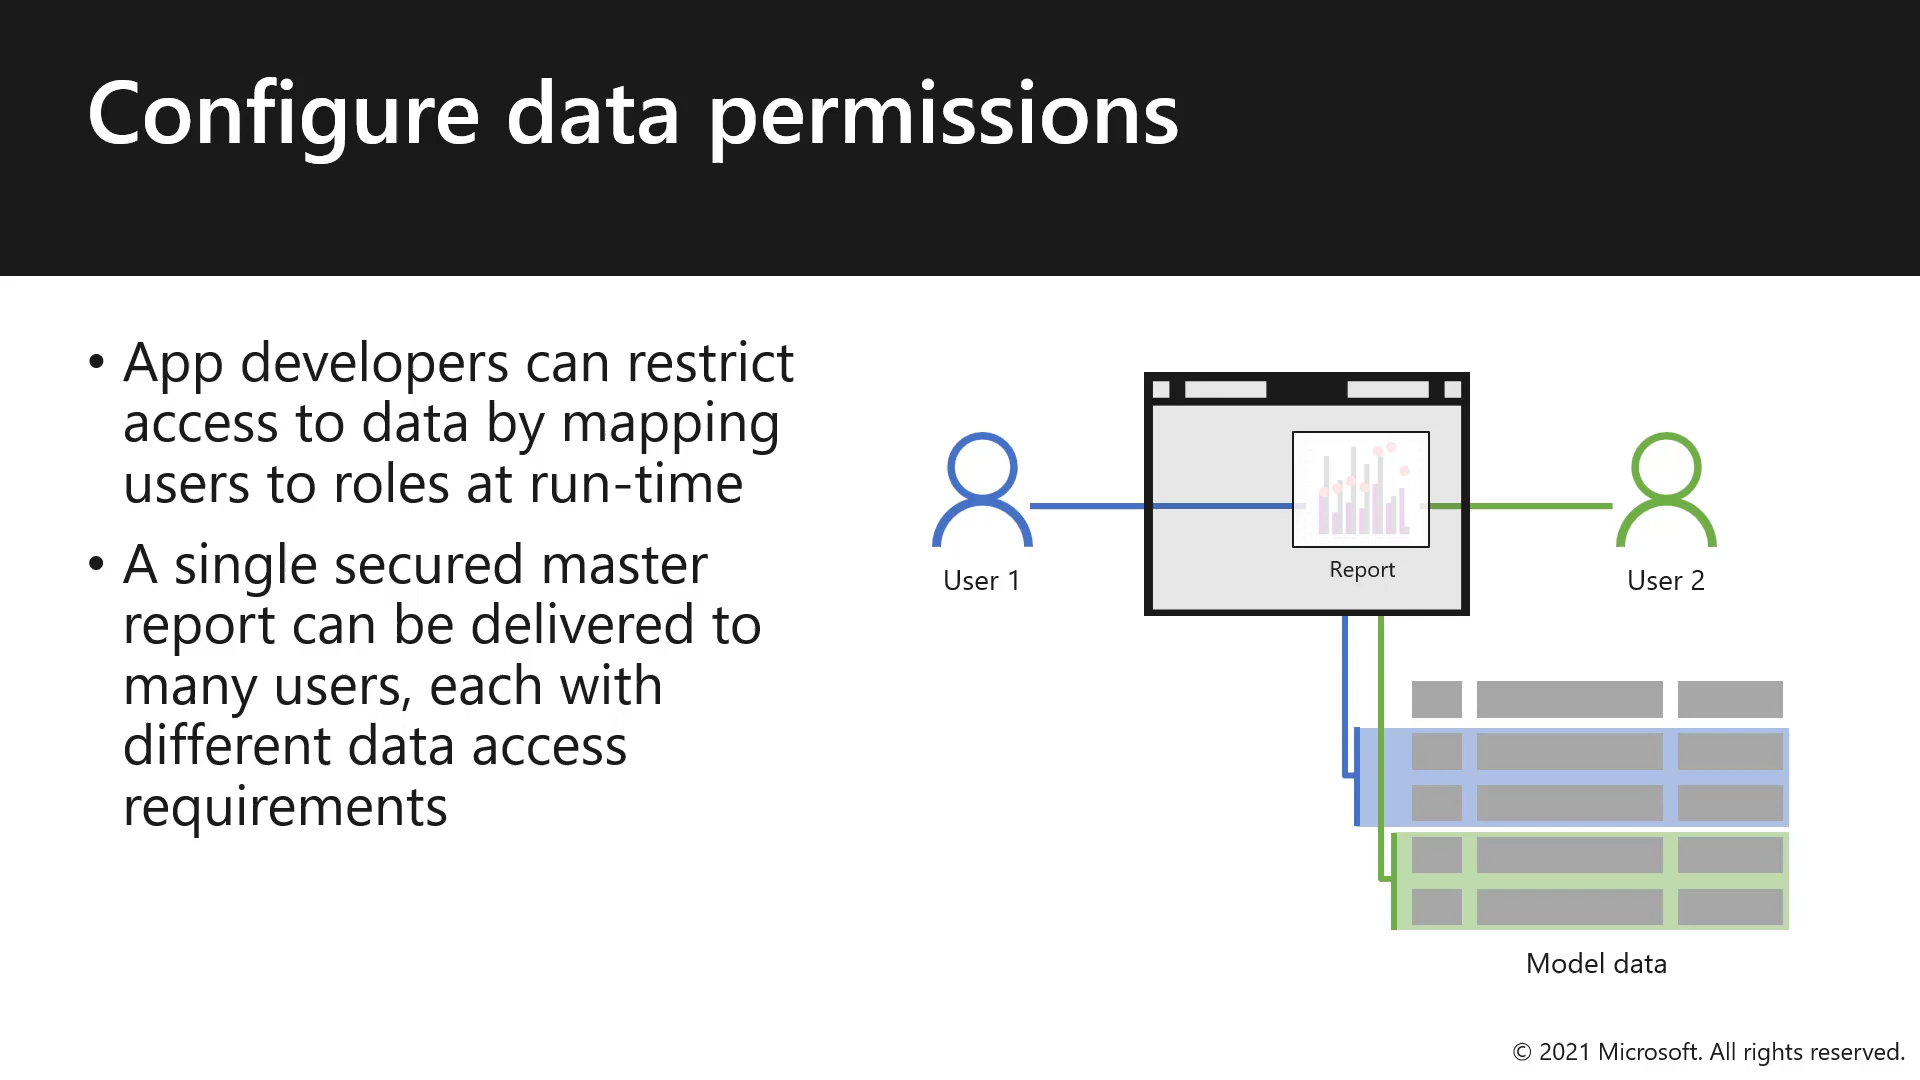 Configure data permissions
• App developers can restrict
access to data by mapping
users to roles at run-time
• A single secured master
report can be delivered to
many users, each with
different data access
requirements
User 1
Report
User 2
Model data
© 2021 Microsoft. All rights reserved.